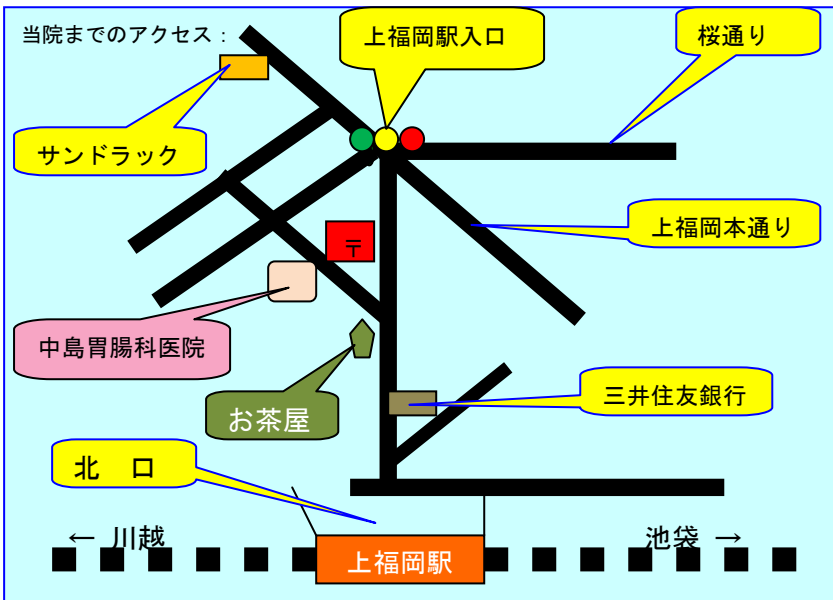 当院までのアクセス：
上福岡駅入口
桜通り
サンドラック
上福岡本通り
〒
中島胃腸科医院
お茶屋
三井住友銀行
北　口
← 川越
池袋 →
上福岡駅